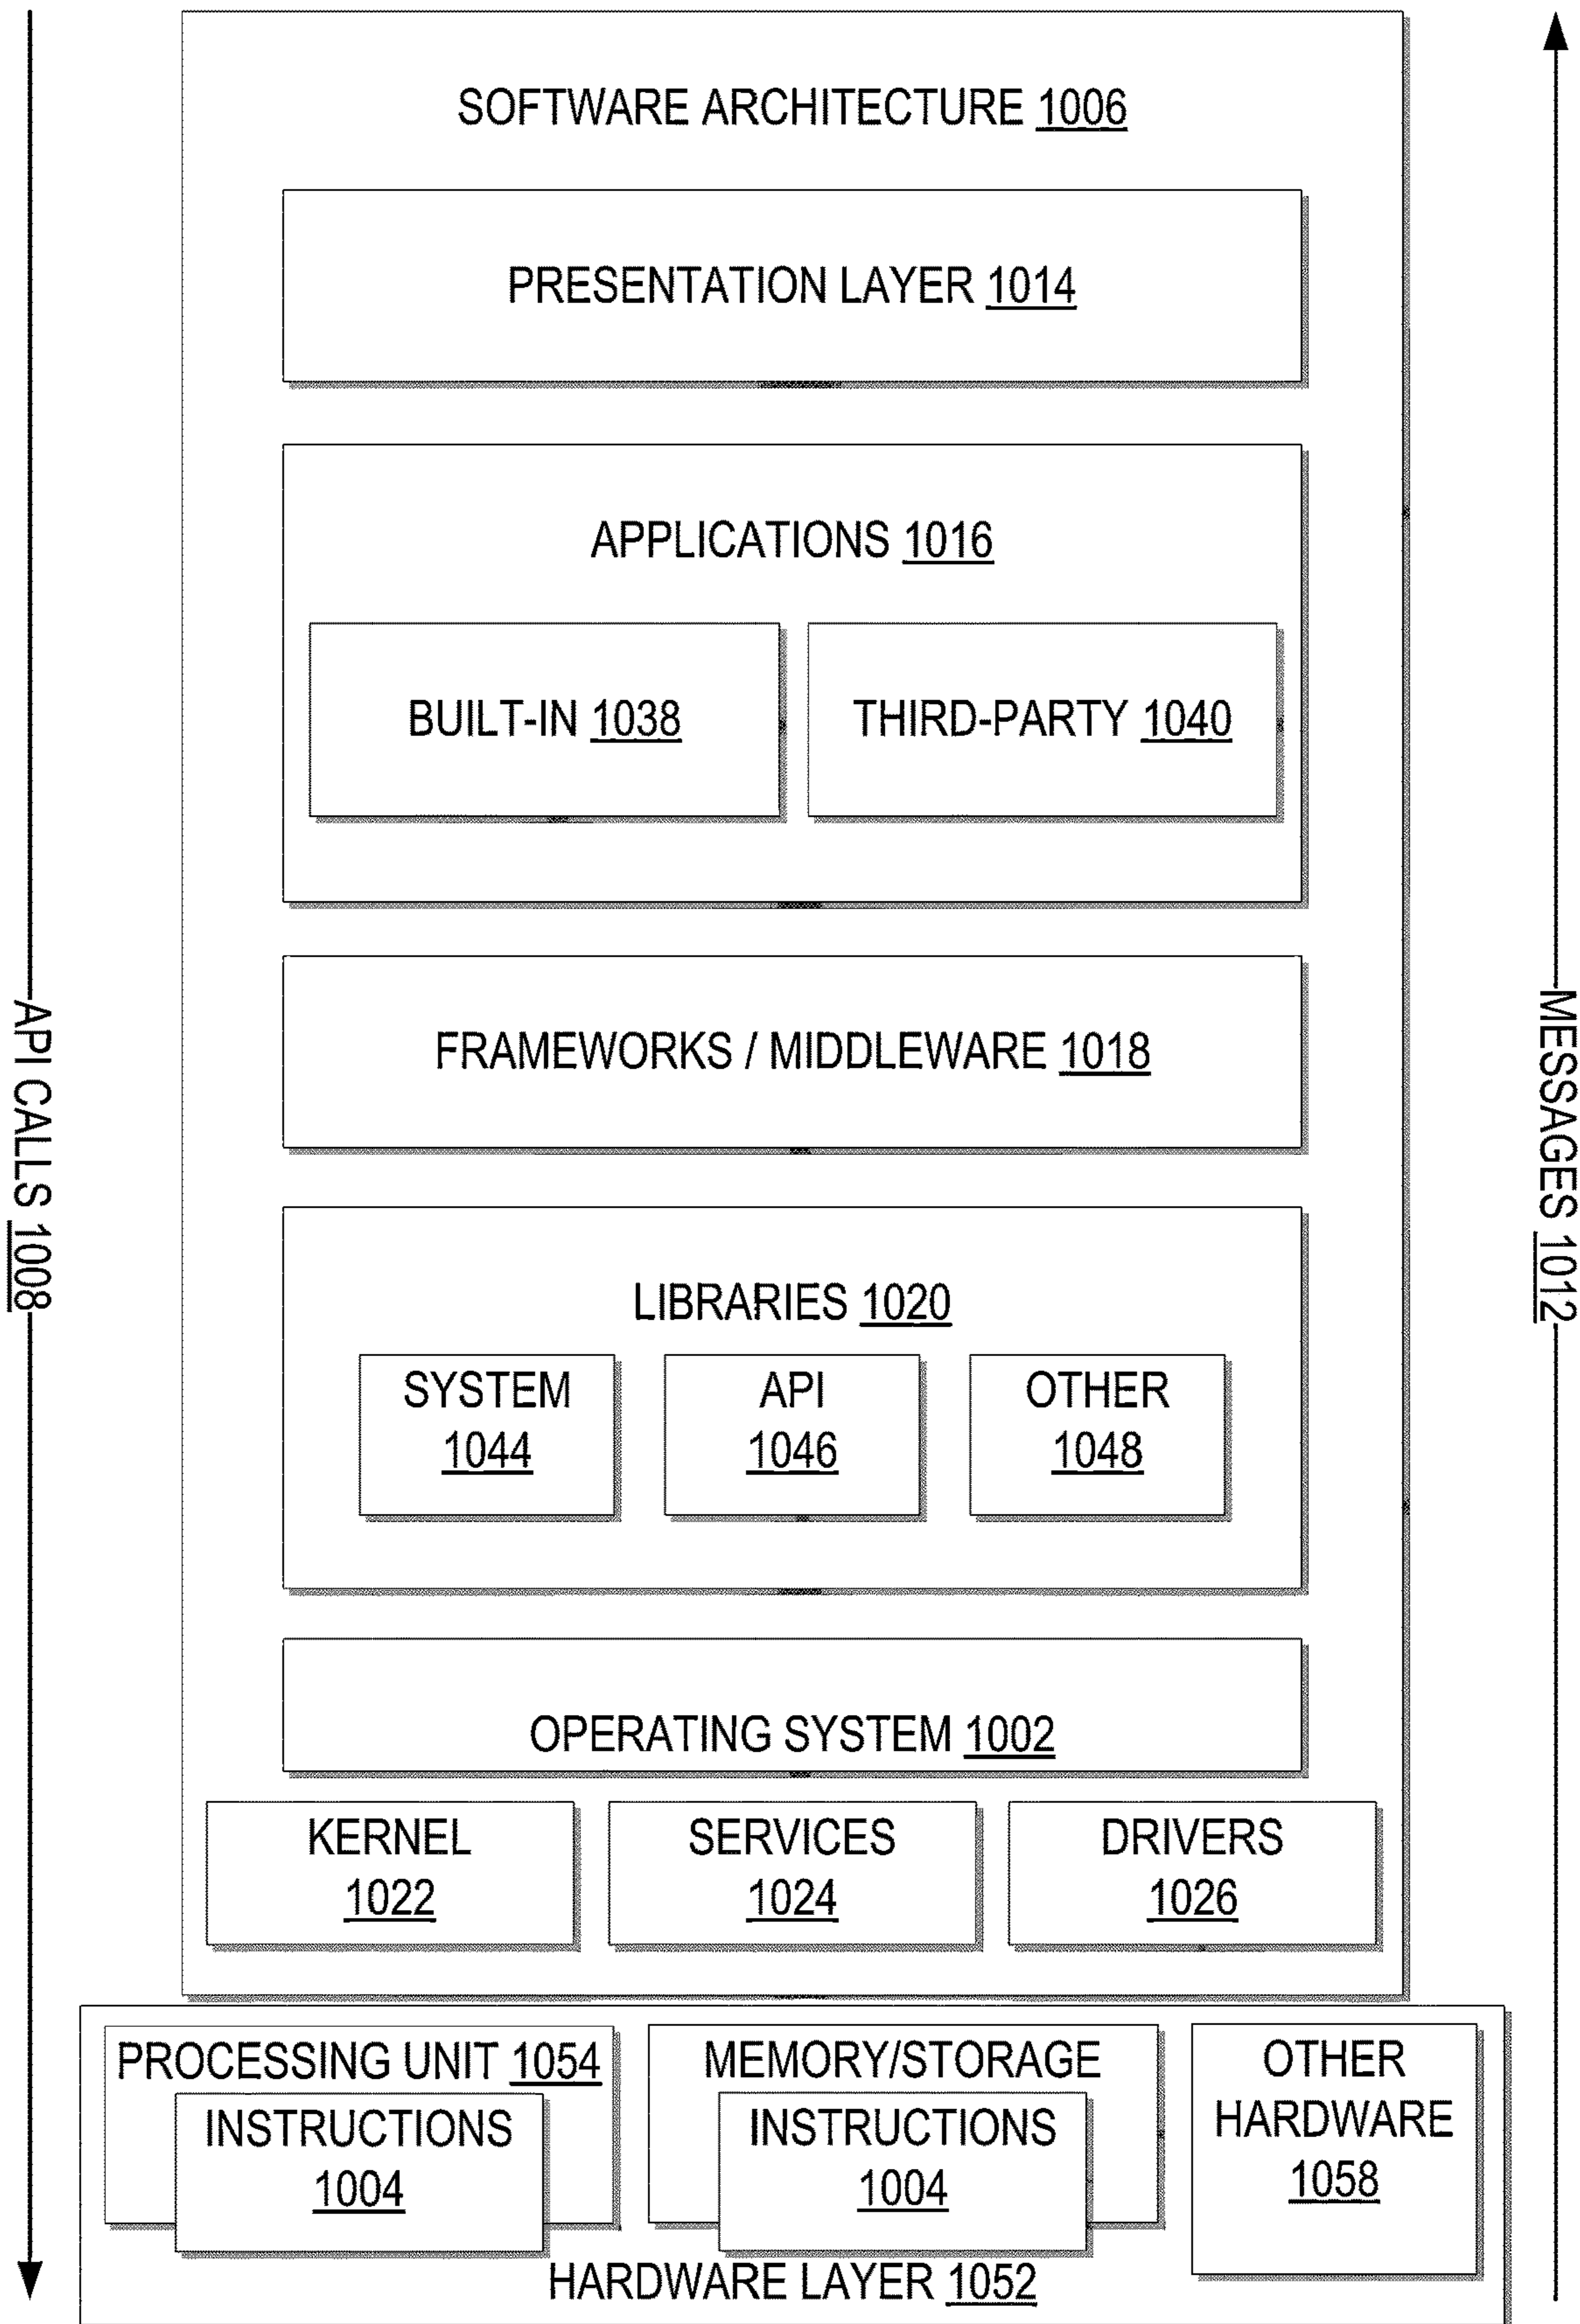 SOFTWARE ARCHITECTURE 1006
PRESENTATION LAYER 1014
APPLICATIONS 1016
BUILT-IN 1038
THIRD-PARTY 1040
FRAMEWORKS / MIDDLEWARE 1018
API CALLS 1008
MESSAGES 1012
LIBRARIES 1020
SYSTEM
1044
API
1046
OTHER
1048
OPERATING SYSTEM 1002
KERNEL
1022
SERVICES
1024
DRIVERS
1026
PROCESSING UNIT 1054
INSTRUCTIONS
1004
MEMORY/STORAGE
INSTRUCTIONS
1004
OTHER
HARDWARE
1058
HARDWARE LAYER 1052